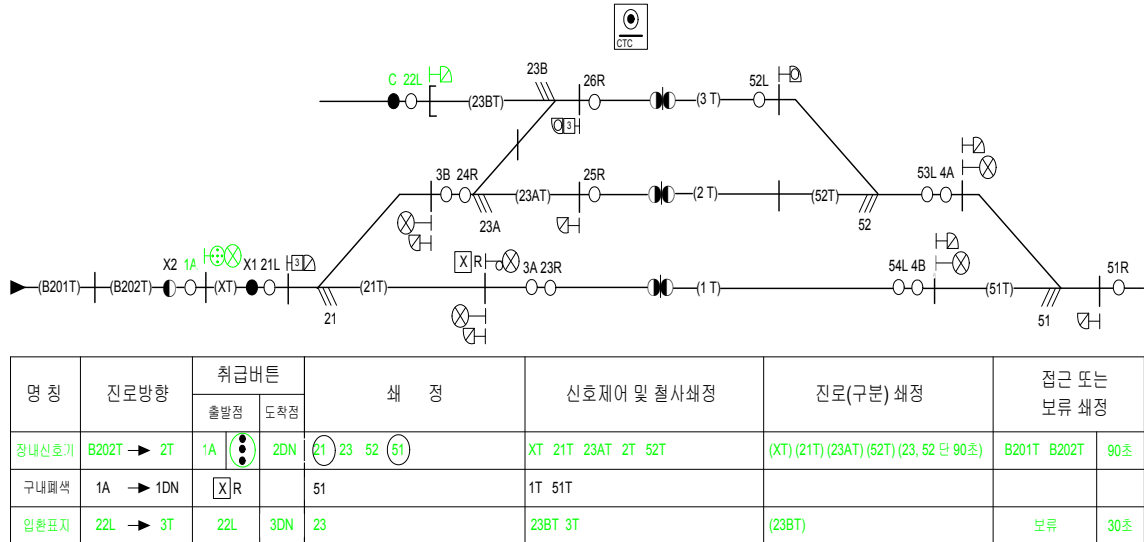 CTC
23B
C 22L
26R
52L
(23BT)
(3 T)
3
3B 24R
25R
53L 4A
(23AT)
(2 T)
(52T)
23A
52
X2 1A
X1 21L
3
X R
3A 23R
54L 4B
51R
(B201T)
(B202T)
(XT)
(21T)
(1 T)
(51T)
21
51
명 칭 진로방향 취급버튼 쇄 정 신호제어 및 철사쇄정 진로(구분) 쇄정 접근 또는
보류 쇄정
출발점 도착점
장내신호기 B202T → 2T 1A 2DN 21 23 52 51 XT 21T 23AT 2T 52T (XT) (21T) (23AT) (52T) (23, 52 단 90초) B201T B202T 90초
구내폐색 1A → 1DN X R 51 1T 51T
입환표지 22L → 3T 22L 3DN 23 23BT 3T (23BT) 보류 30초